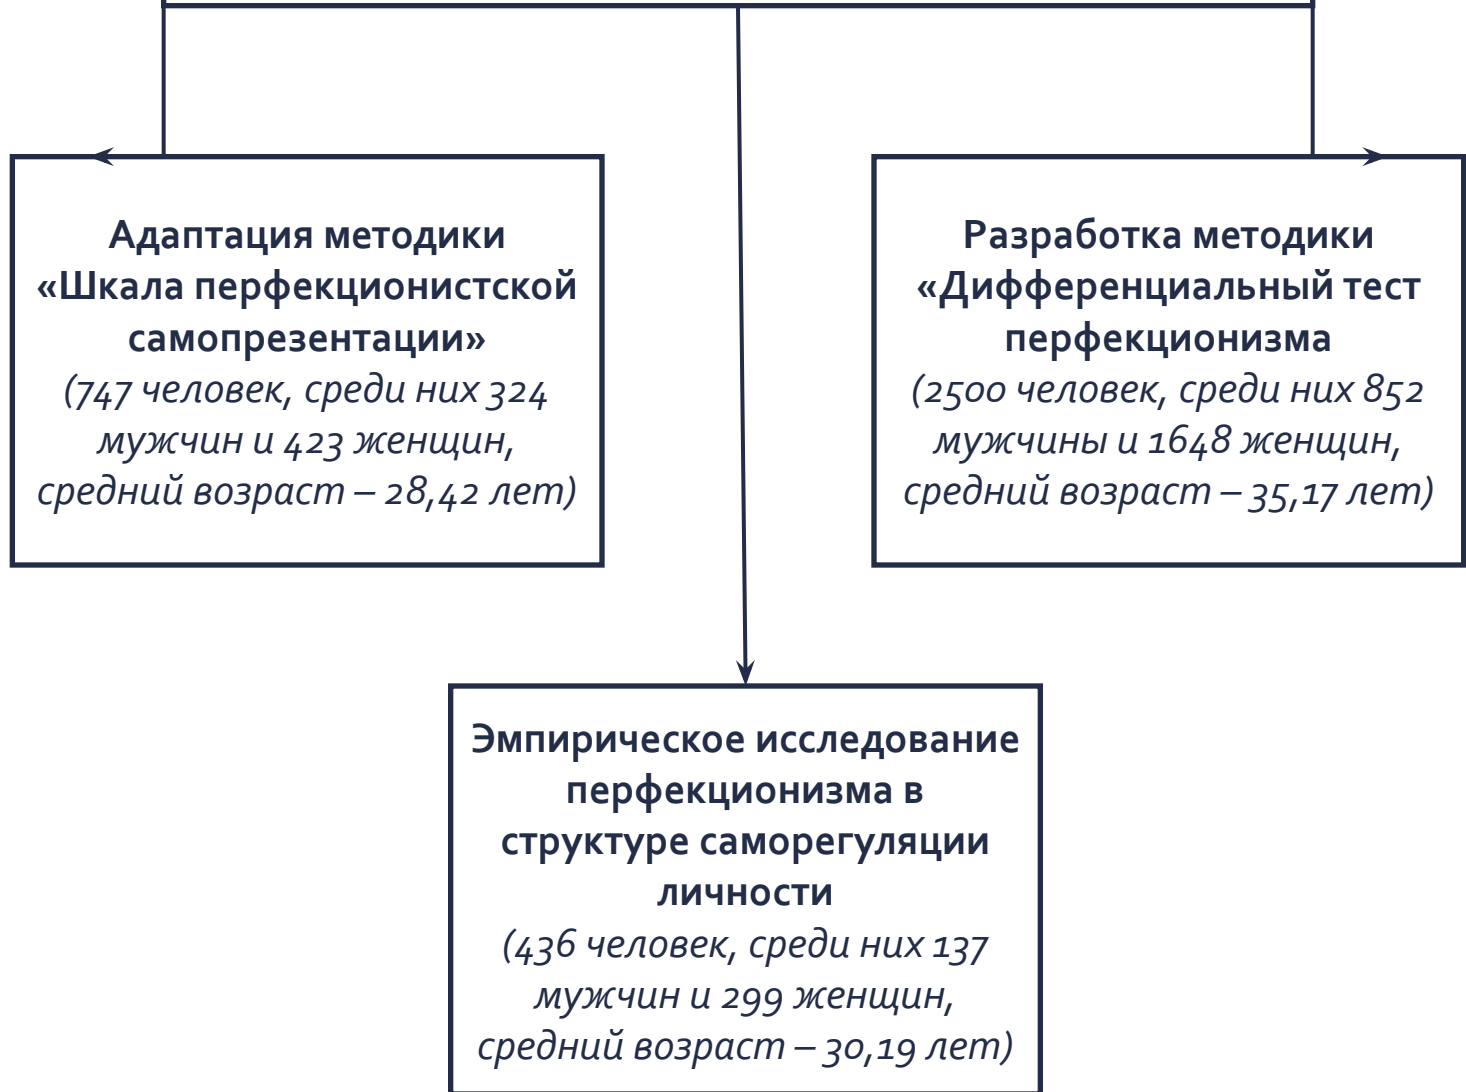 Адаптация методики
«Шкала перфекционистской
самопрезентации»
(747 человек, среди них 324
мужчин и 423 женщин,
средний возраст – 28,42 лет)
Разработка методики
«Дифференциальный тест
перфекционизма
(2500 человек, среди них 852
мужчины и 1648 женщин,
средний возраст – 35,17 лет)
Эмпирическое исследование
перфекционизма в
структуре саморегуляции
личности
(436 человек, среди них 137
мужчин и 299 женщин,
средний возраст – 30,19 лет)